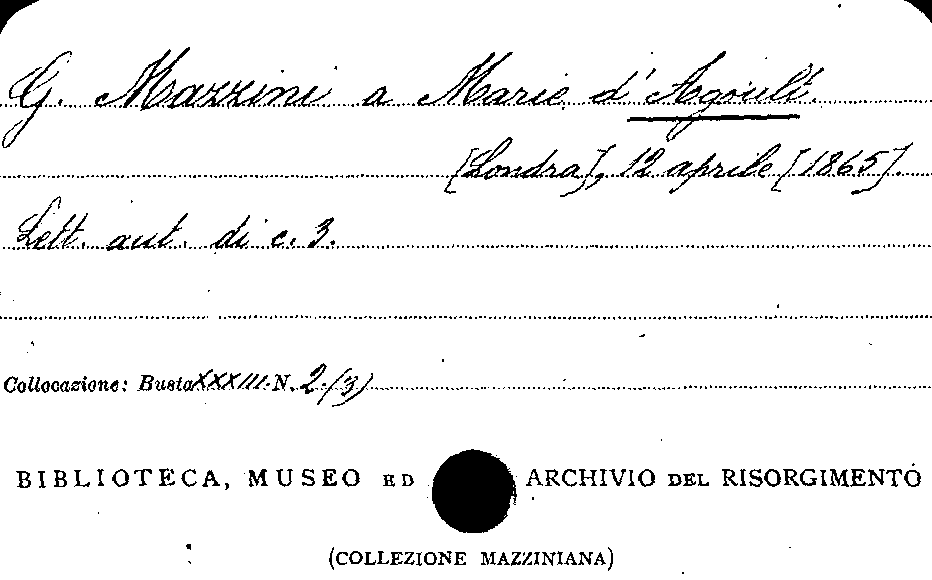 G. Mazzini a Marie d'Agoult.
[Londra], 12 aprile [1865].
Lett. aut. di c. 3.
Collocazione: Busta XXXIII. N. 2.(3)
BIBLIOTECA, MUSEO ED ARCHIVIO DEL RISORGIMENTO
(COLLEZIONE MAZZINIANA)